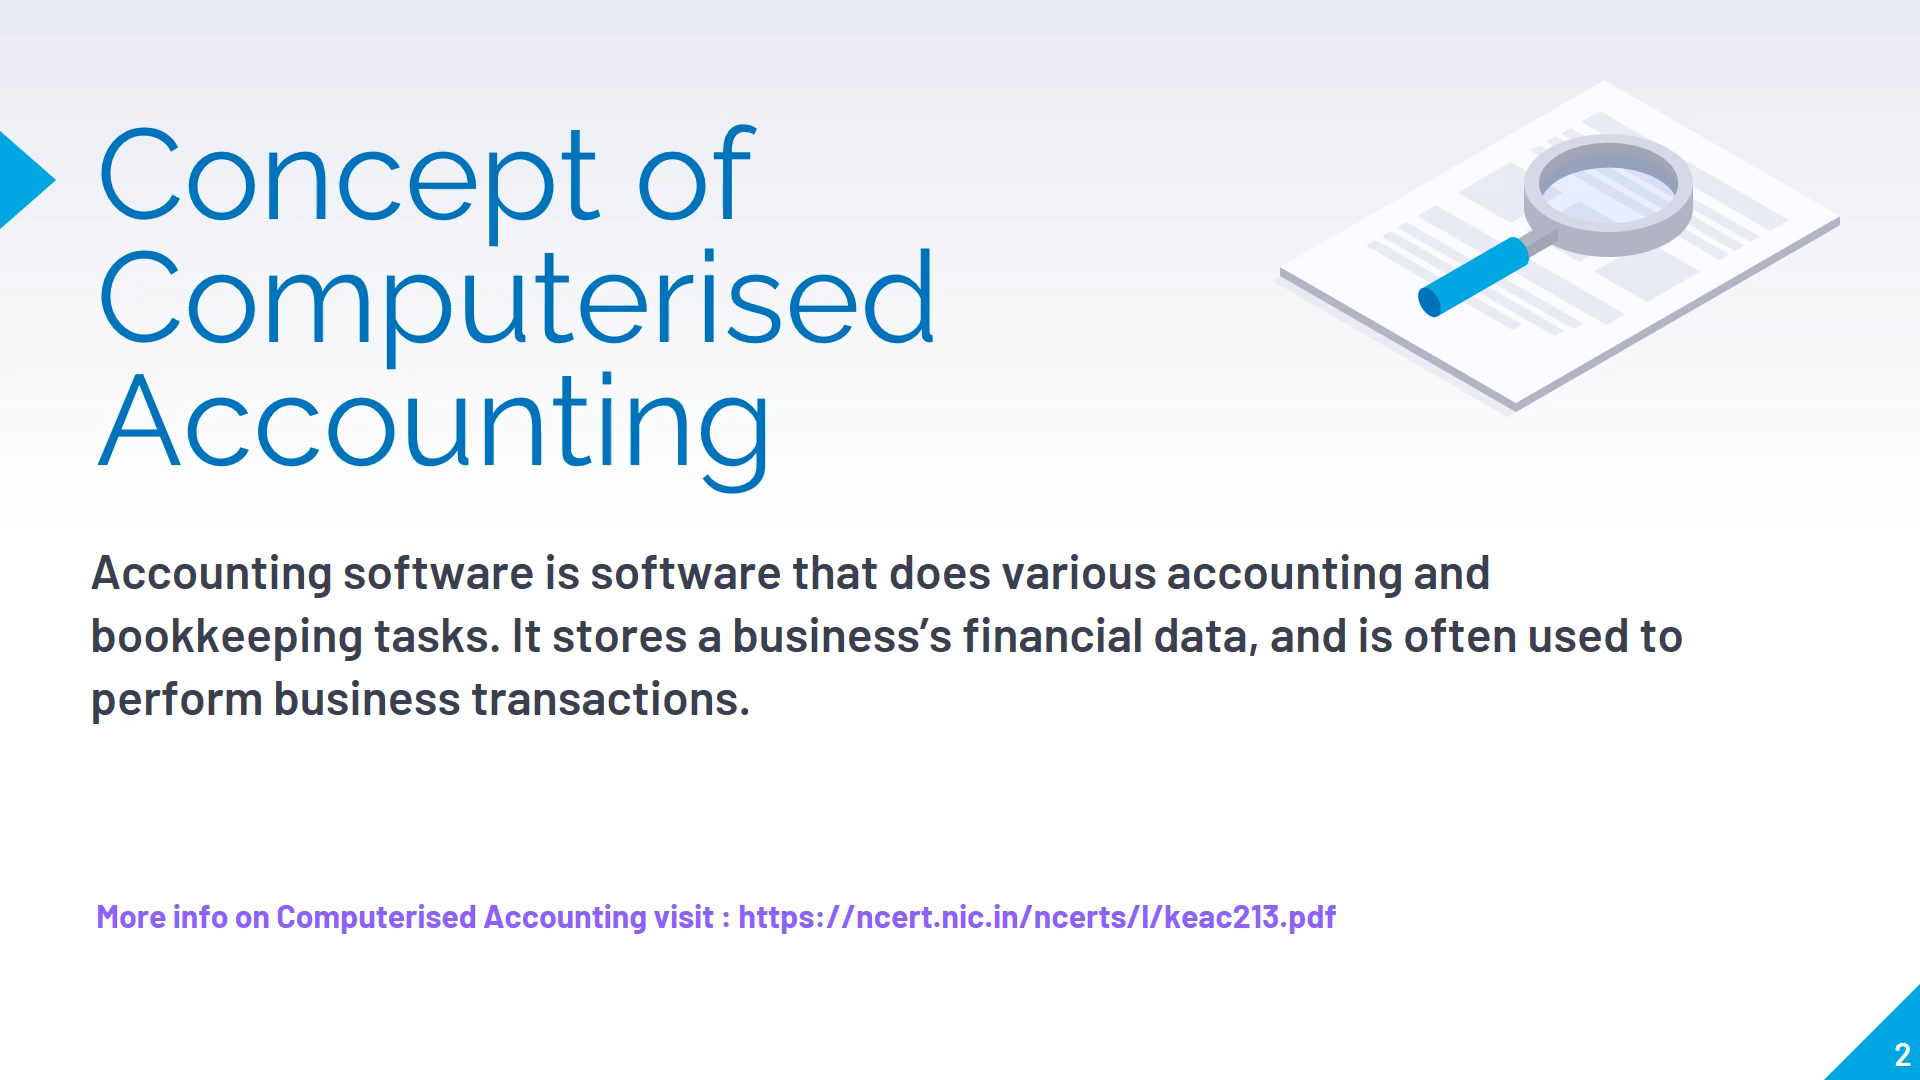 Concept of
Computerised
Accounting
Accounting software is software that does various accounting and
bookkeeping tasks. It stores a business’s financial data, and is often used to
perform business transactions.
More info on Computerised Accounting visit : https://ncert.nic.in/ncerts/l/keac213.pdf
2